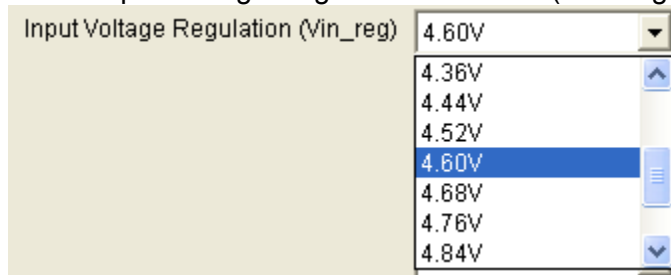 Input Voltage Regulation (Vin_reg) 4.60V
4.36V
4.44V
4.52V
4.60V
4.68V
4.76V
4.84V